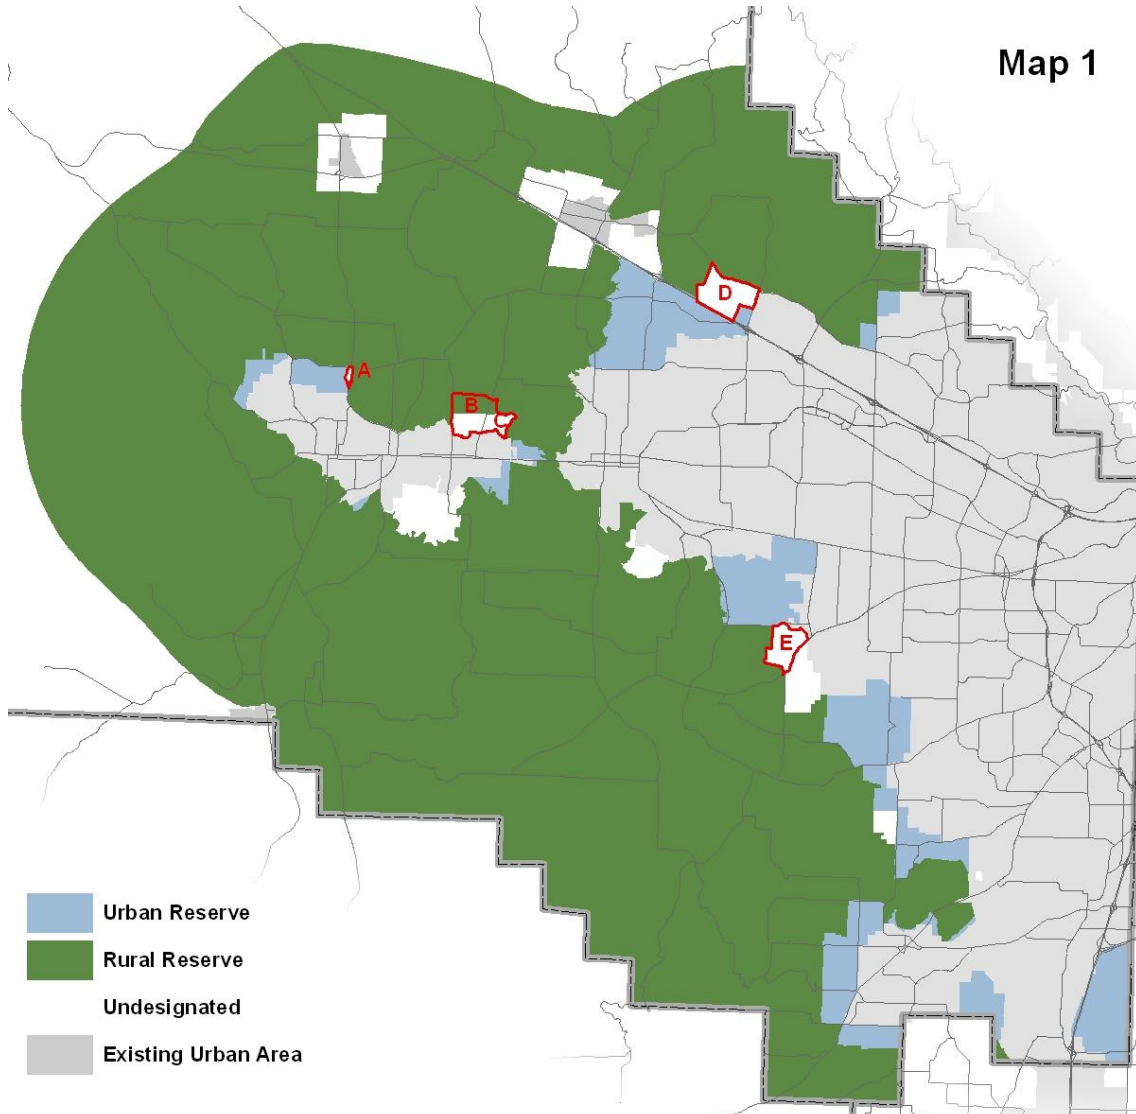 Map 1
D
A
B
C
E
Urban Reserve
Rural Reserve
Undesignated
Existing Urban Area